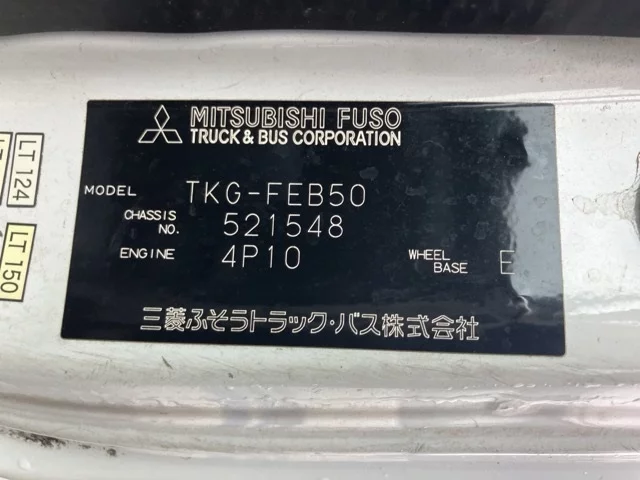 MITSUBISHI FUSO
TRUCK & BUS CORPORATION
MODEL TKG-FEB50
CHASSIS NO. 521548
ENGINE 4P10 WHEEL BASE E
三菱ふそうトラック・バス株式会社
LT 124
LT 150